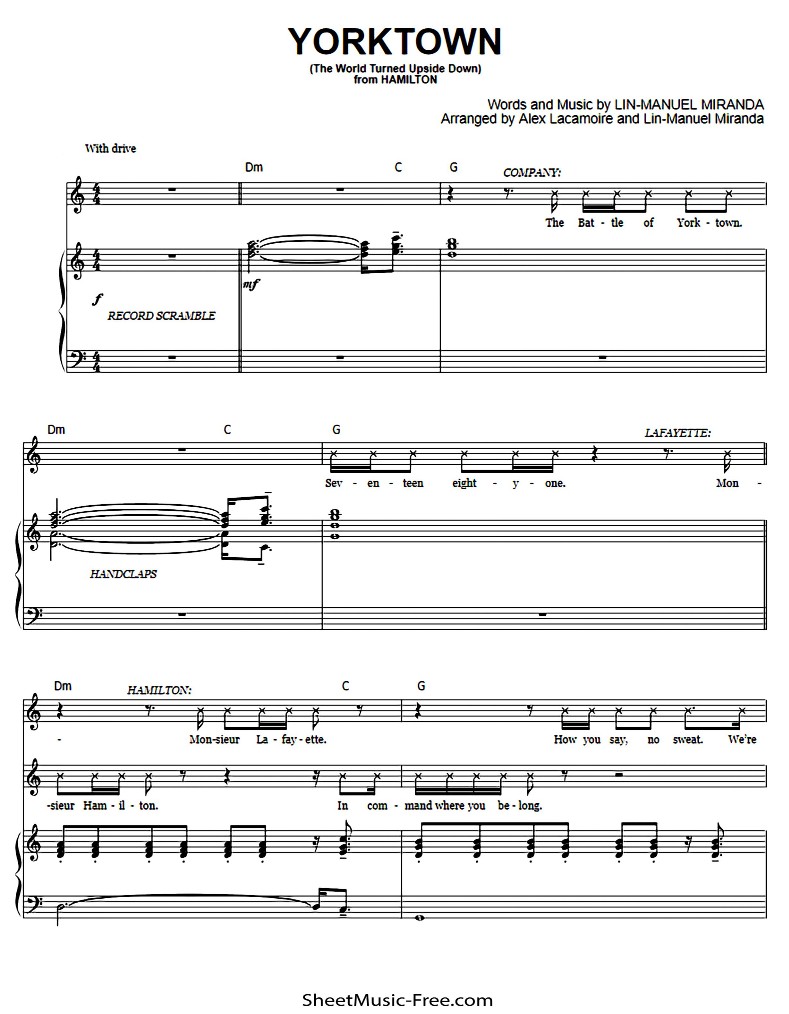 YORKTOWN
(The World Turned Upside Down)
from HAMILTON
Words and Music by LIN-MANUEL MIRANDA
Arranged by Alex Lacamoire and Lin-Manuel Miranda
With drive
Dm C G COMPANY:
The Bat - tle of York - town.
mf
f
RECORD SCRAMBLE
Dm C G LAFAYETTE:
Sev - en - teen eight - y - one. Mon -
HANDCLAPS
Dm HAMILTON: C G
- Mon-sieur La - fay - ette. How you say, no sweat. We're
-sieur Ham - il - ton. In com - mand where you be - long.
SheetMusic-Free.com